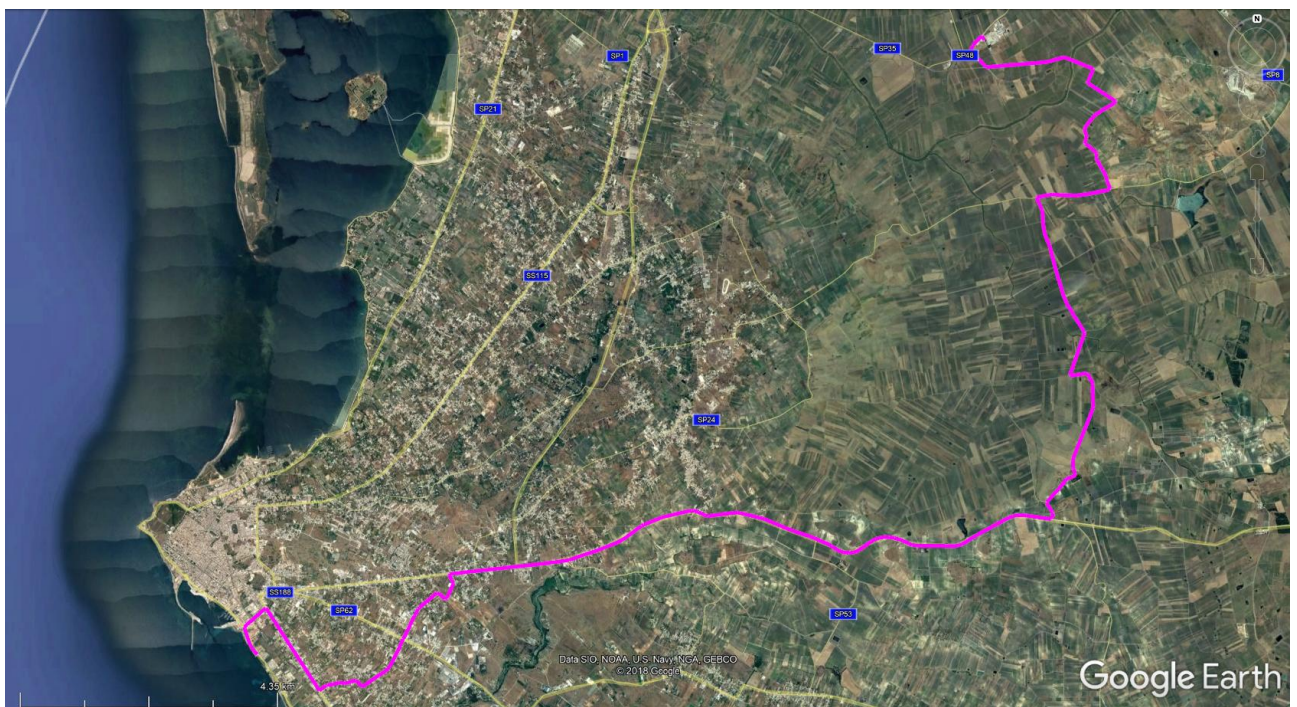 N
SP35
SP48
SP1
SP6
SP21
SS115
SP24
SS188
SP62
SP53
Data SIO, NOAA, U.S. Navy, NGA, GEBCO
© 2018 Google
Google Earth
4.35 km